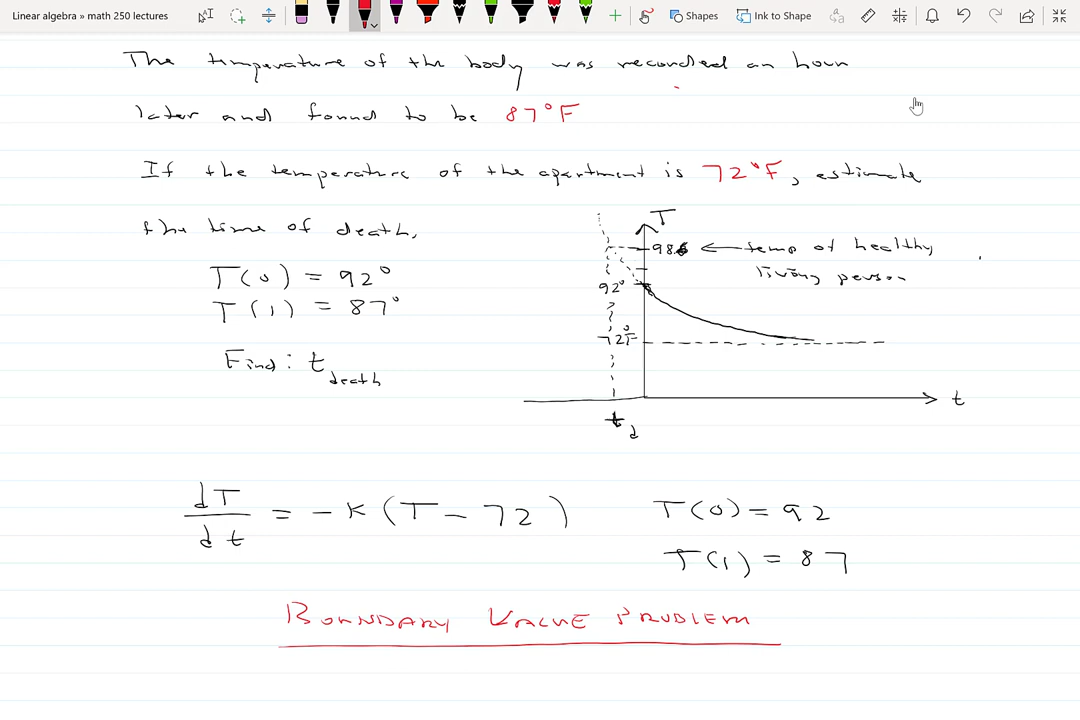 Linear algebra » math 250 lectures
Shapes
Ink to Shape
The temperature of the body was recorded an hour
later and found to be 87°F
If the temperature of the apartment is 72°F, estimate
the time of death.
T(0) = 92°
T(1) = 87°
Find: t death
T
98.6 ← temp of healthy
living person
92°
72°F
t
t d
dT/dt = -k(T-72)
T(0) = 92
T(1) = 87
BOUNDARY VALUE PROBLEM